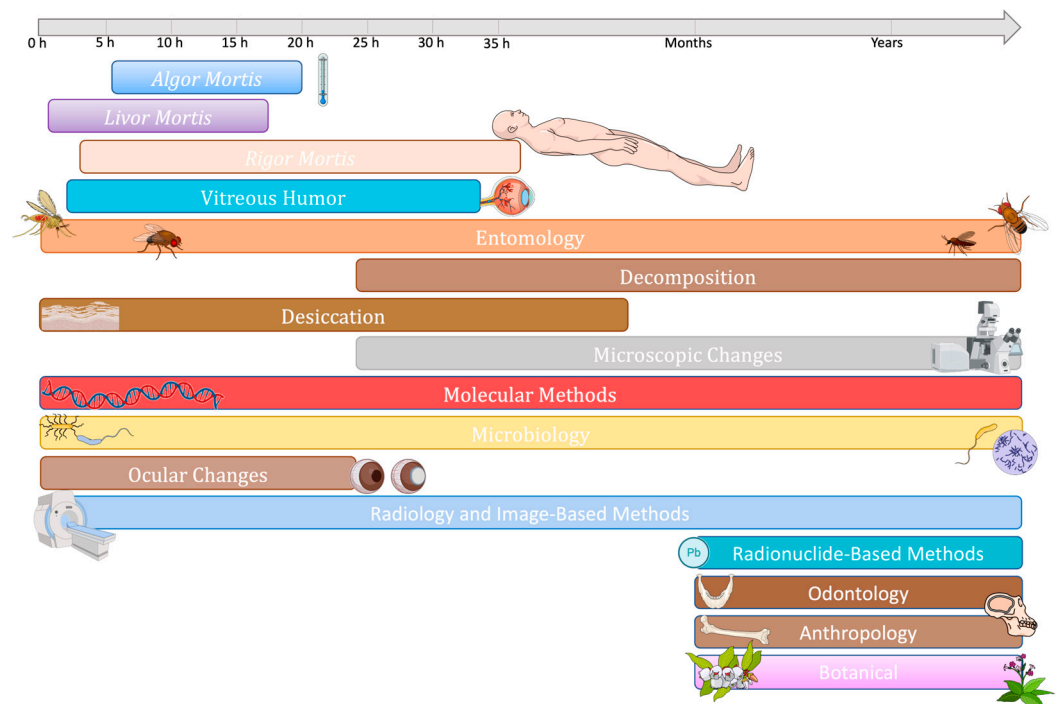 0 h 5 h 10 h 15 h 20 h 25 h 30 h 35 h Months Years
Algor Mortis
Livor Mortis
Rigor Mortis
Vitreous Humor
Entomology
Decomposition
Desiccation
Microscopic Changes
Molecular Methods
Microbiology
Ocular Changes
Radiology and Image-Based Methods
Pb Radionuclide-Based Methods
Odontology
Anthropology
Botanical